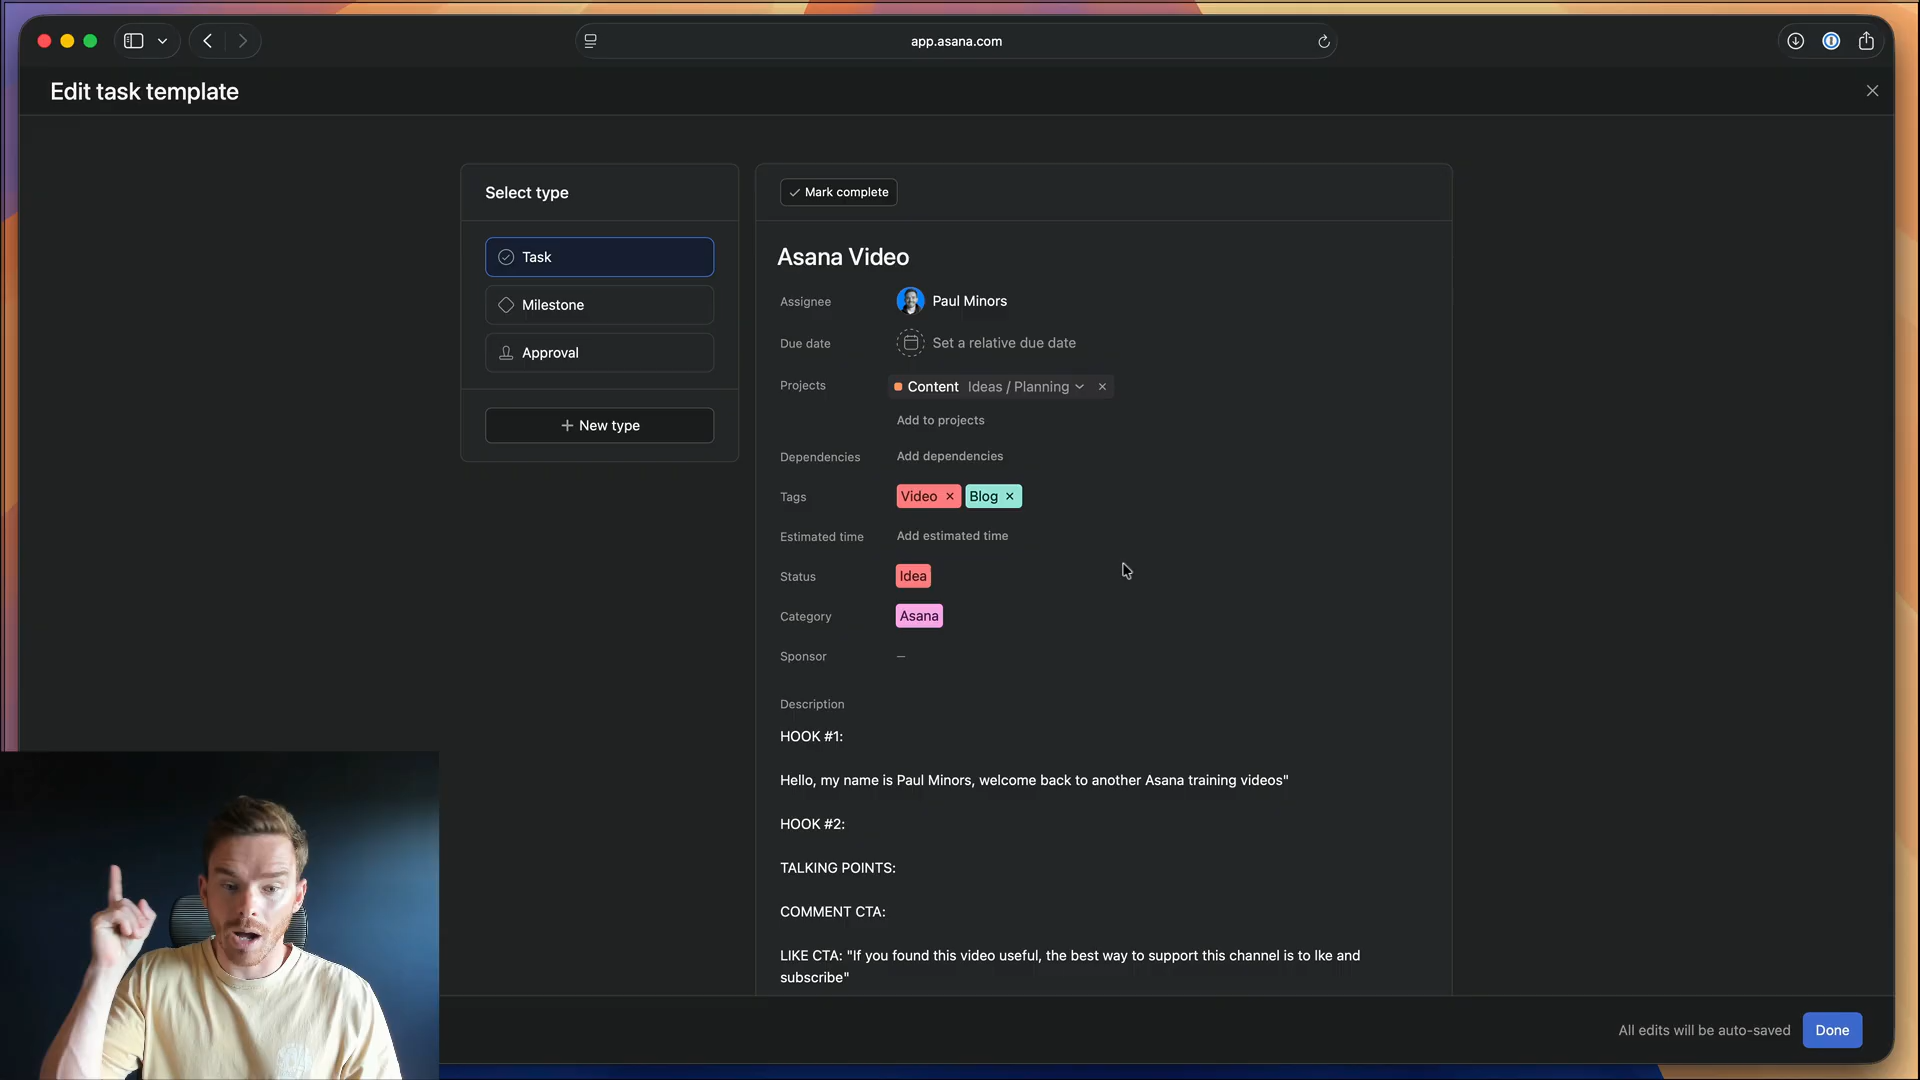 app.asana.com
Edit task template
Select type
Task
Milestone
Approval
+ New type
Mark complete
Asana Video
Assignee Paul Minors
Due date Set a relative due date
Projects Content Ideas / Planning
Add to projects
Dependencies Add dependencies
Tags Video Blog
Estimated time Add estimated time
Status Idea
Category Asana
Sponsor —
Description
HOOK #1:
Hello, my name is Paul Minors, welcome back to another Asana training videos"
HOOK #2:
TALKING POINTS:
COMMENT CTA:
LIKE CTA: "If you found this video useful, the best way to support this channel is to lke and
subscribe"
All edits will be auto-saved Done